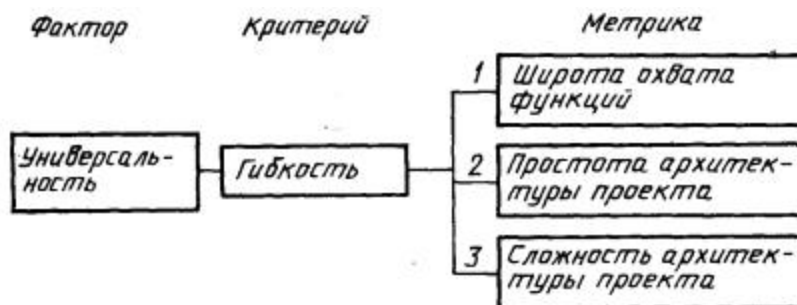 Фактор Критерий Метрика
1 Широта охвата
функций
Универсаль-
ность
Гибкость
2 Простота архитек-
туры проекта
3 Сложность архитек-
туры проекта